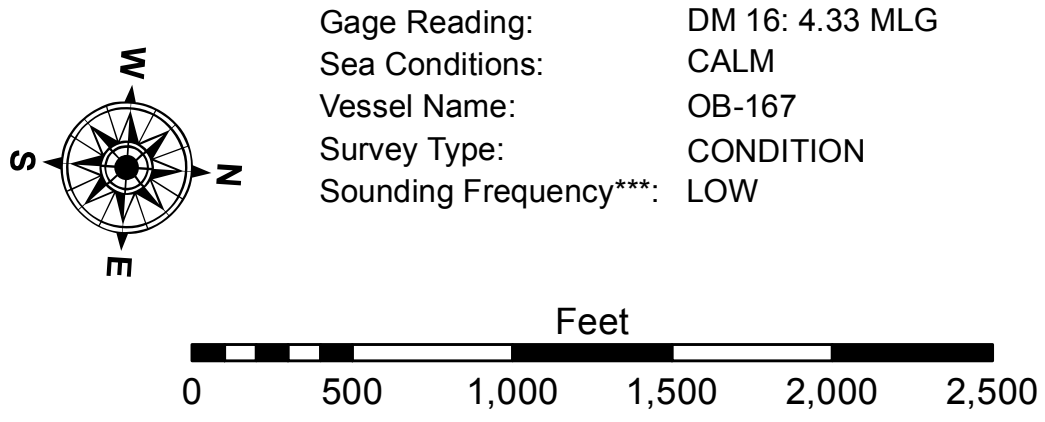 Gage Reading: DM 16: 4.33 MLG
Sea Conditions: CALM
Vessel Name: OB-167
Survey Type: CONDITION
Sounding Frequency***: LOW
W
S
N
E
Feet
0 500 1,000 1,500 2,000 2,500